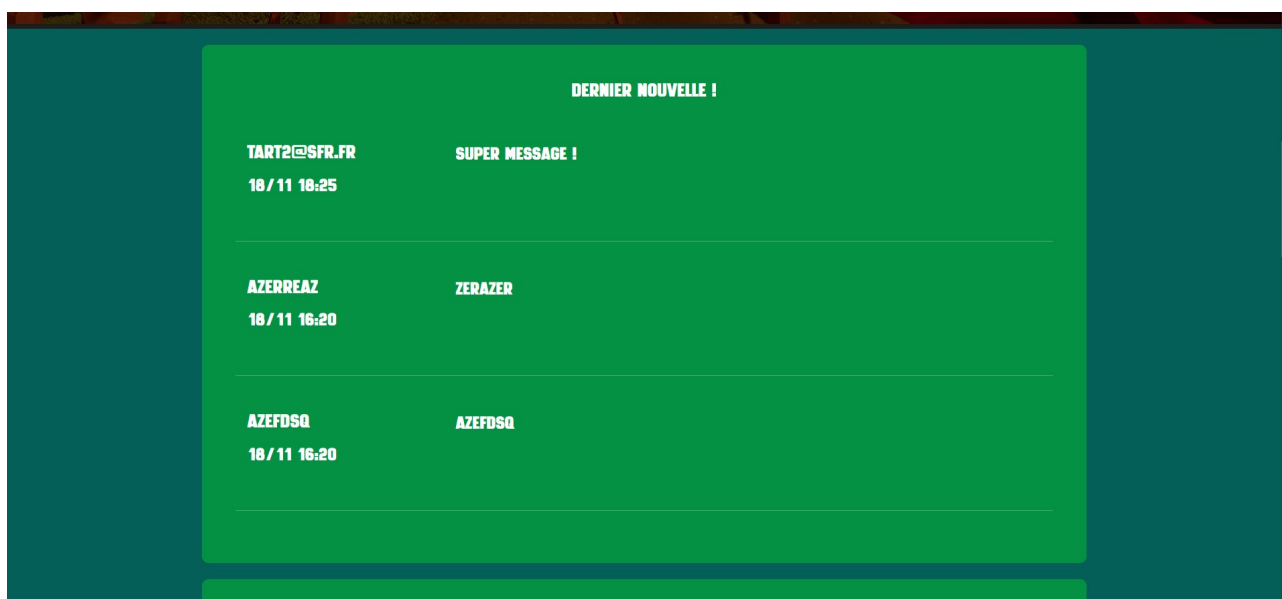 DERNIER NOUVELLE !
TART2@SFR.FR
SUPER MESSAGE !
18/11 18:25
AZERREAZ
ZERAZER
18/11 16:20
AZEFDSQ
AZEFDSQ
18/11 16:20